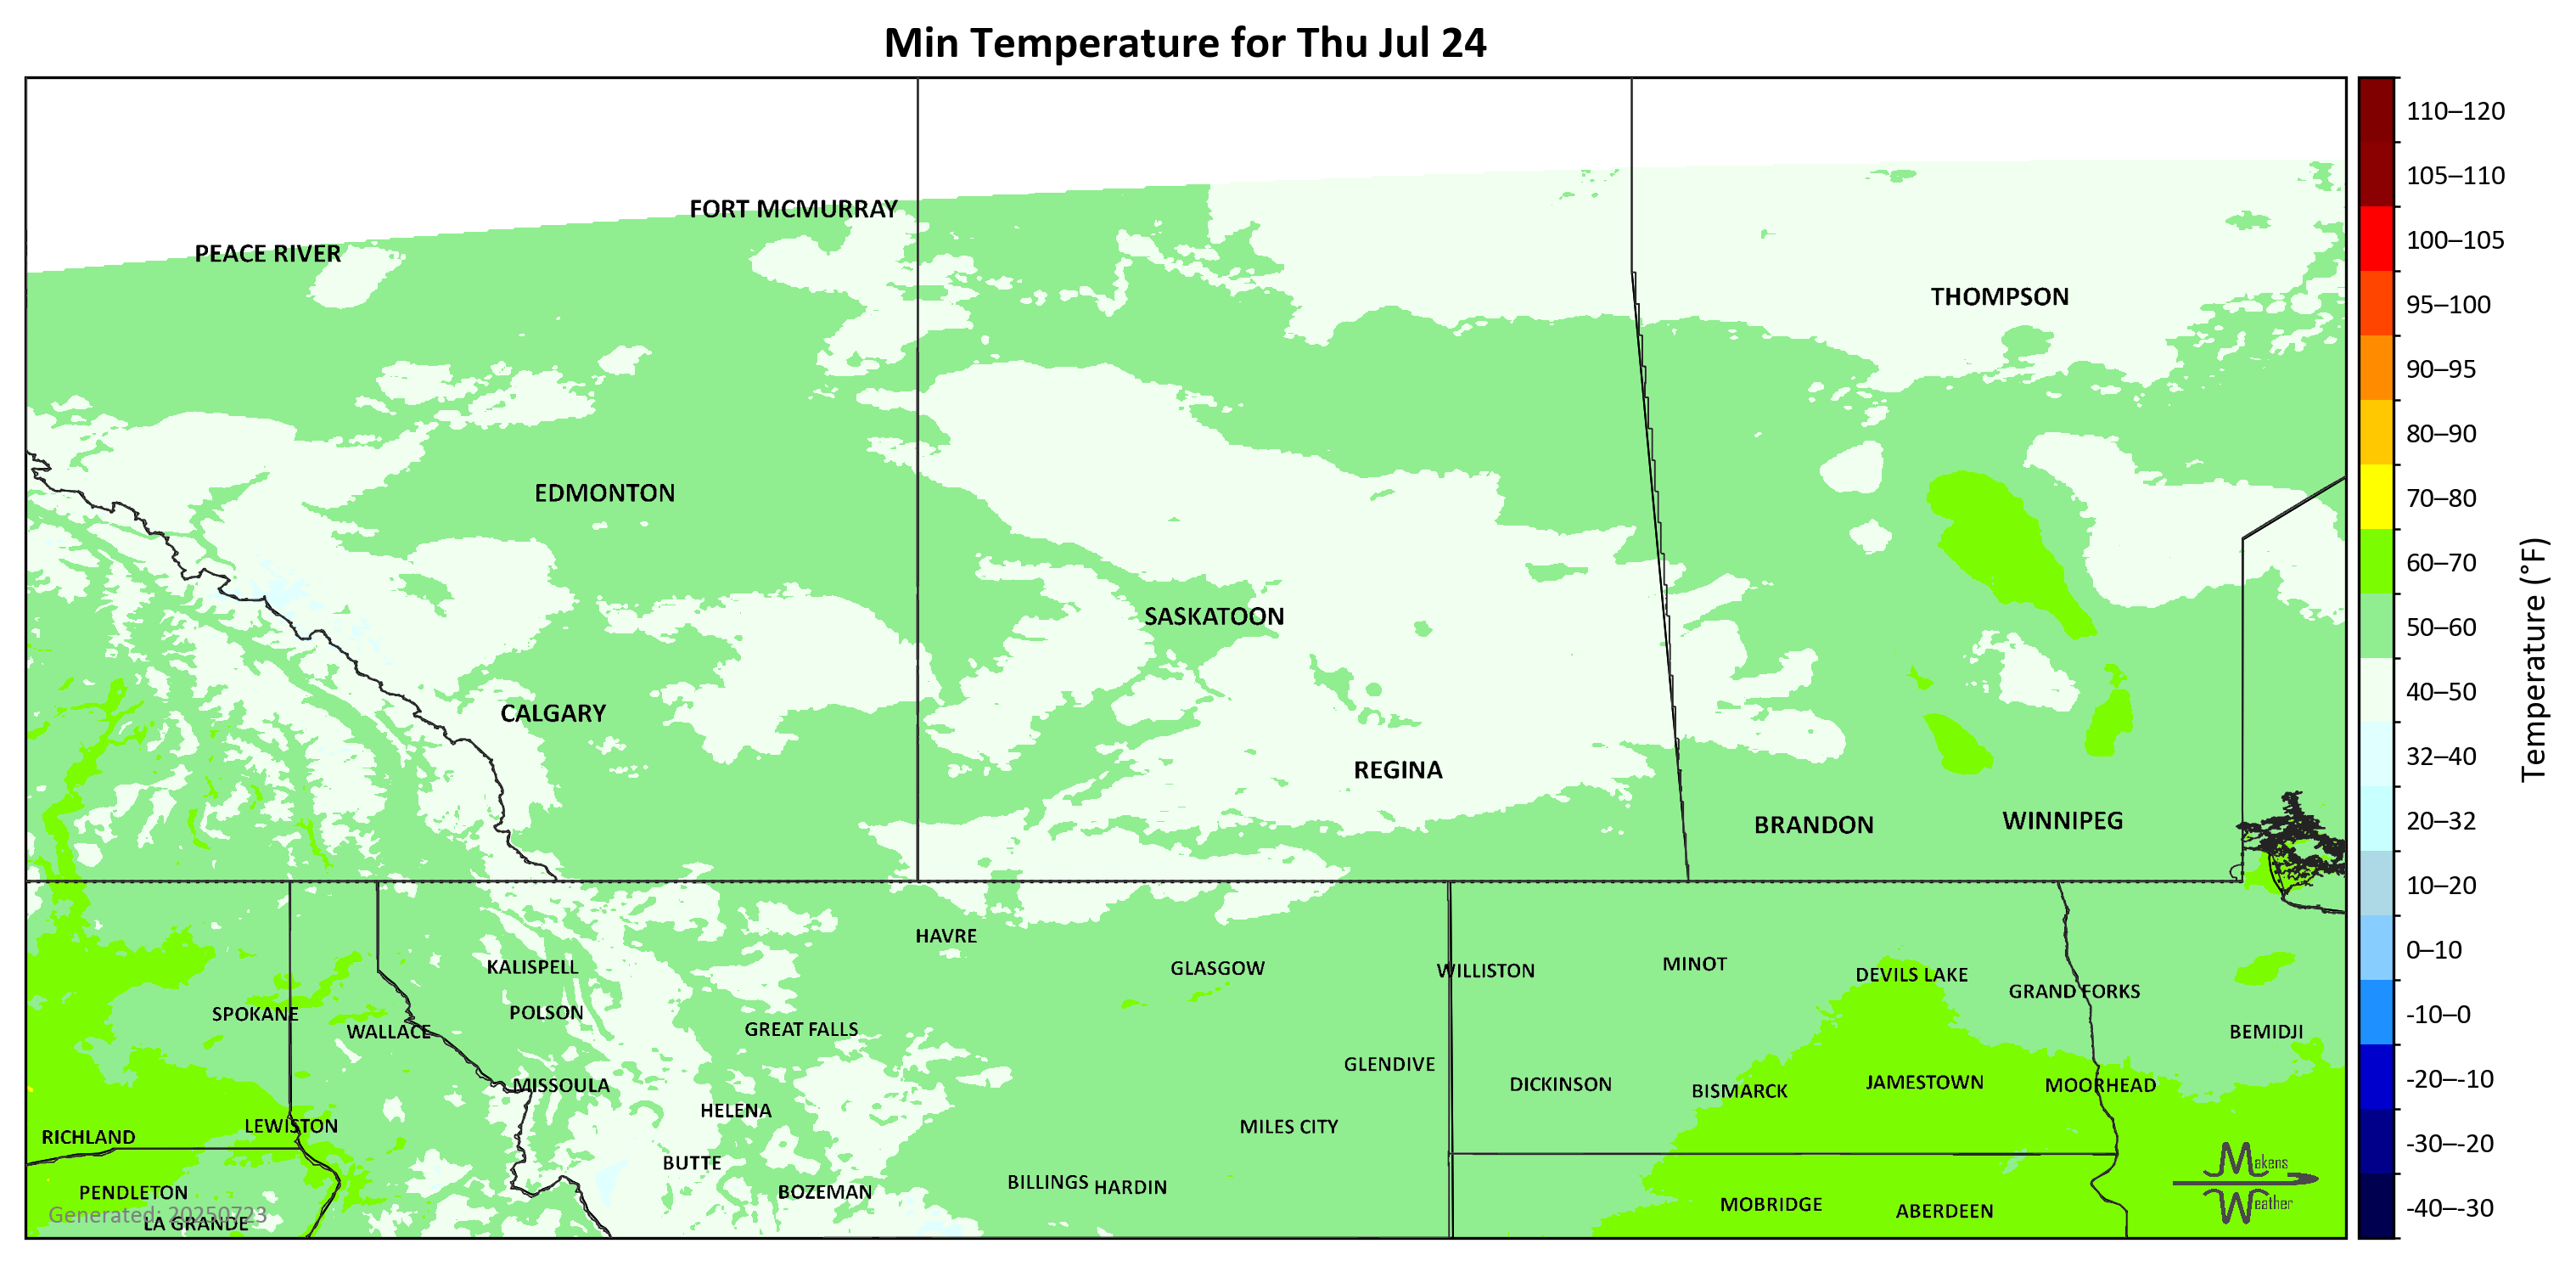 Min Temperature for Thu Jul 24
110–120
105–110
100–105
95–100
90–95
80–90
70–80
60–70
50–60
40–50
32–40
20–32
10–20
0–10
-10–0
-20–-10
-30–-20
-40–-30
Temperature (°F)
FORT MCMURRAY
PEACE RIVER
THOMPSON
EDMONTON
SASKATOON
CALGARY
REGINA
BRANDON
WINNIPEG
HAVRE
KALISPELL
GLASGOW
WILLISTON
MINOT
DEVILS LAKE
GRAND FORKS
SPOKANE
POLSON
WALLACE
GREAT FALLS
BEMIDJI
GLENDIVE
MISSOULA
DICKINSON
BISMARCK
JAMESTOWN
MOORHEAD
HELENA
LEWISTON
MILES CITY
RICHLAND
BUTTE
PENDLETON
BOZEMAN
BILLINGS
HARDIN
MOBRIDGE
ABERDEEN
LA GRANDE
Generated: 20250723
Makens
Weather